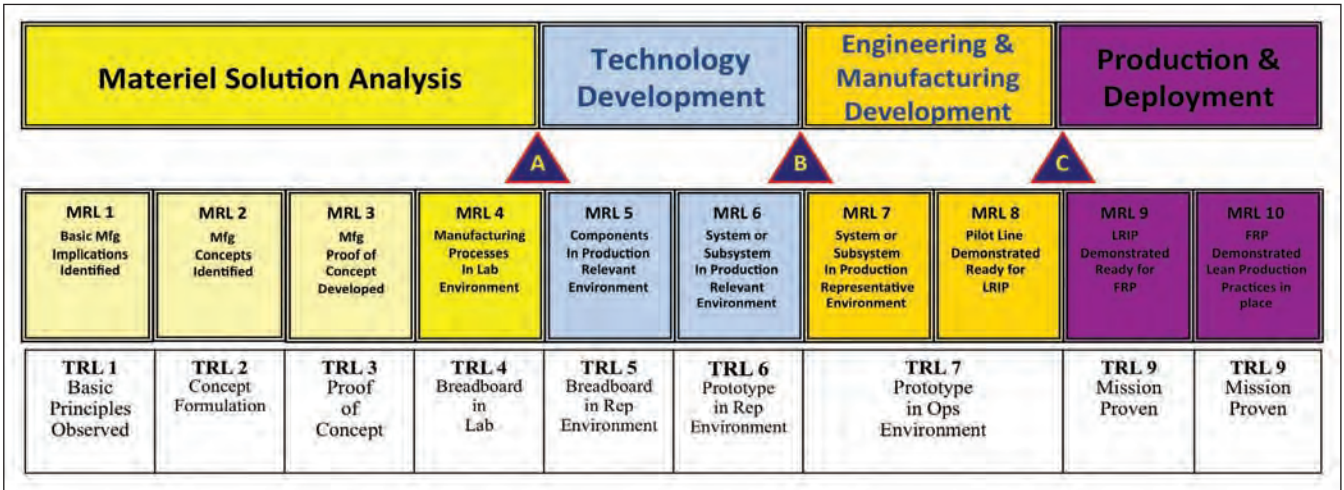 Materiel Solution Analysis
Technology
Development
Engineering &
Manufacturing
Development
Production &
Deployment
A
B
C
MRL 1
Basic Mfg
Implications
Identified
MRL 2
Mfg
Concepts
Identified
MRL 3
Mfg
Proof of
Concept
Developed
MRL 4
Manufacturing
Processes
In Lab
Environment
MRL 5
Components
In Production
Relevant
Environment
MRL 6
System or
Subsystem
In Production
Relevant
Environment
MRL 7
System or
Subsystem
In Production
Representative
Environment
MRL 8
Pilot Line
Demonstrated
Ready for
LRIP
MRL 9
LRIP
Demonstrated
Ready for
FRP
MRL 10
FRP
Demonstrated
Lean Production
Practices in
place
TRL 1
Basic
Principles
Observed
TRL 2
Concept
Formulation
TRL 3
Proof
of
Concept
TRL 4
Breadboard
in
Lab
TRL 5
Breadboard
in Rep
Environment
TRL 6
Prototype
in Rep
Environment
TRL 7
Prototype
in Ops
Environment
TRL 9
Mission
Proven
TRL 9
Mission
Proven